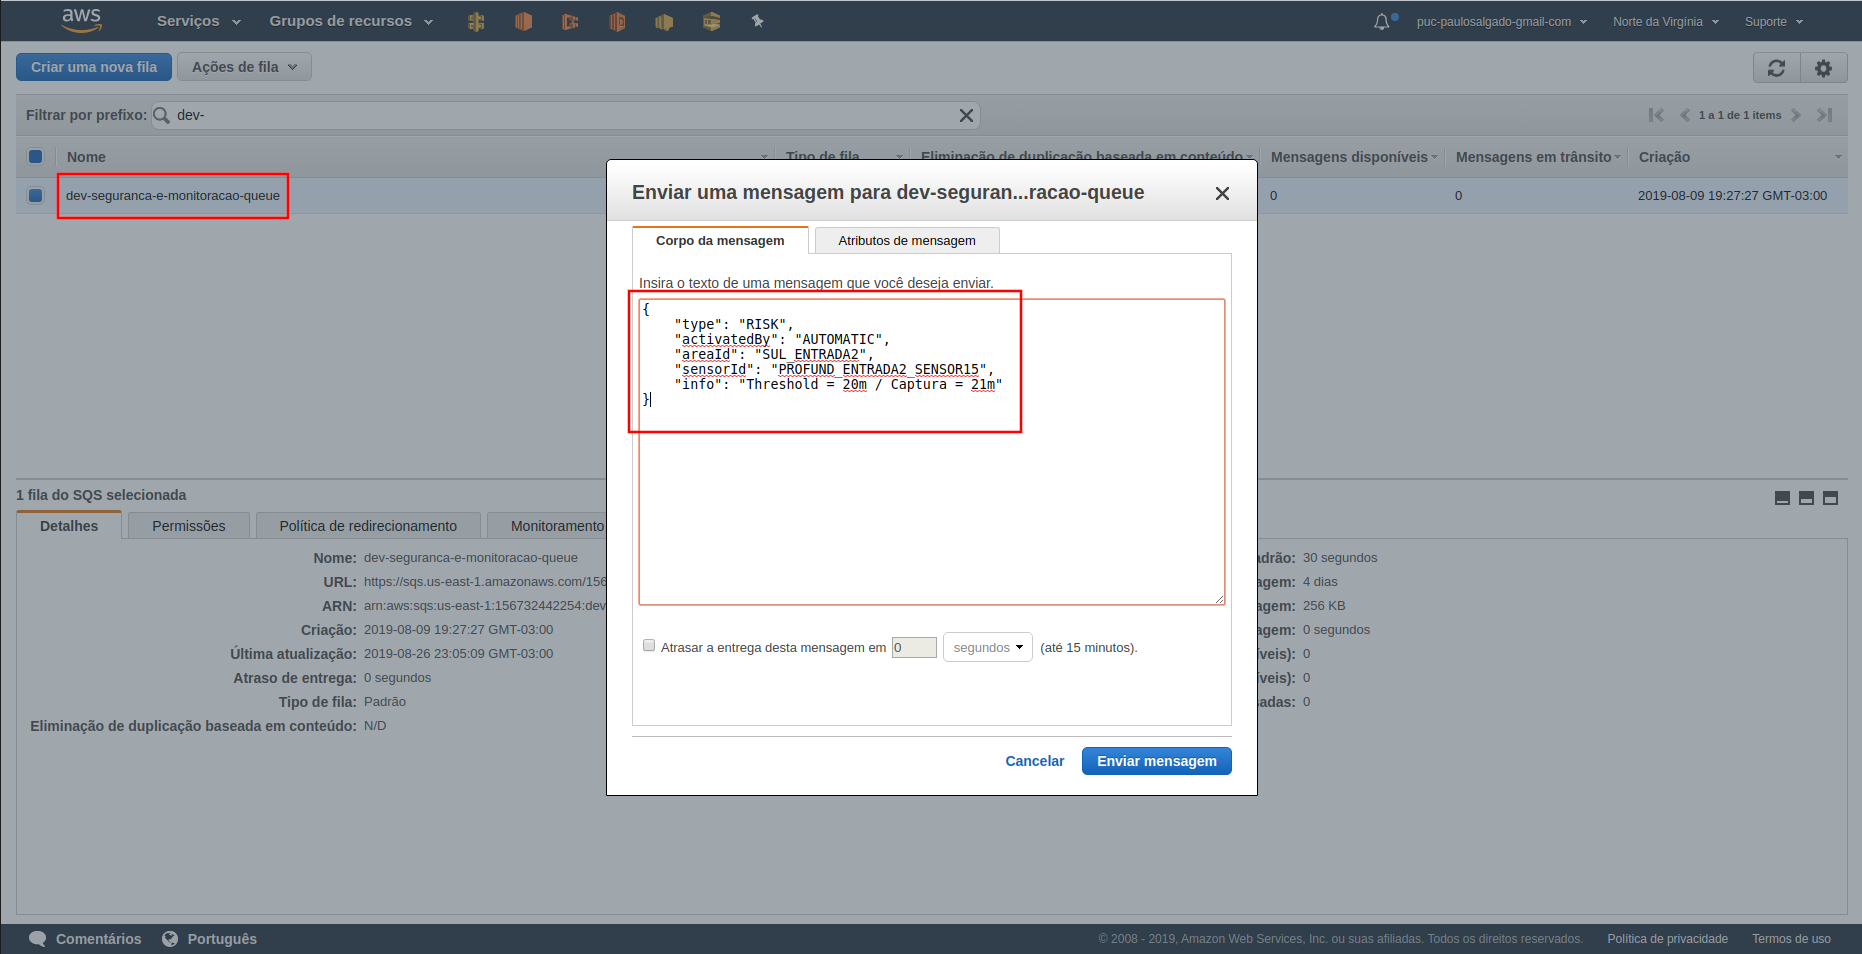 aws
Serviços
Grupos de recursos
puc-paulosalgado-gmail-com
Norte da Virgínia
Suporte
Criar uma nova fila
Ações de fila
Filtrar por prefixo:
dev-
1 a 1 de 1 items
Nome
Tipo de fila
Eliminação de duplicação baseada em conteúdo
Mensagens disponíveis
Mensagens em trânsito
Criação
dev-seguranca-e-monitoracao-queue
0
0
2019-08-09 19:27:27 GMT-03:00
Enviar uma mensagem para dev-seguran...racao-queue
Corpo da mensagem
Atributos de mensagem
Insira o texto de uma mensagem que você deseja enviar.
{
"type": "RISK",
"activatedBy": "AUTOMATIC",
"areaId": "SUL_ENTRADA2",
"sensorId": "PROFUND_ENTRADA2_SENSOR15",
"info": "Threshold = 20m / Captura = 21m"
}
Atrasar a entrega desta mensagem em 0 segundos (até 15 minutos).
Cancelar
Enviar mensagem
1 fila do SQS selecionada
Detalhes
Permissões
Política de redirecionamento
Monitoramento
Nome: dev-seguranca-e-monitoracao-queue
URL: https://sqs.us-east-1.amazonaws.com/156
ARN: arn:aws:sqs:us-east-1:156732442254:dev
Criação: 2019-08-09 19:27:27 GMT-03:00
Última atualização: 2019-08-26 23:05:09 GMT-03:00
Atraso de entrega: 0 segundos
Tipo de fila: Padrão
Eliminação de duplicação baseada em conteúdo: N/D
adrão: 30 segundos
agem: 4 dias
agem: 256 KB
agem: 0 segundos
íveis): 0
íveis): 0
sadas: 0
Comentários
Português
© 2008 - 2019, Amazon Web Services, Inc. ou suas afiliadas. Todos os direitos reservados.
Política de privacidade
Termos de uso